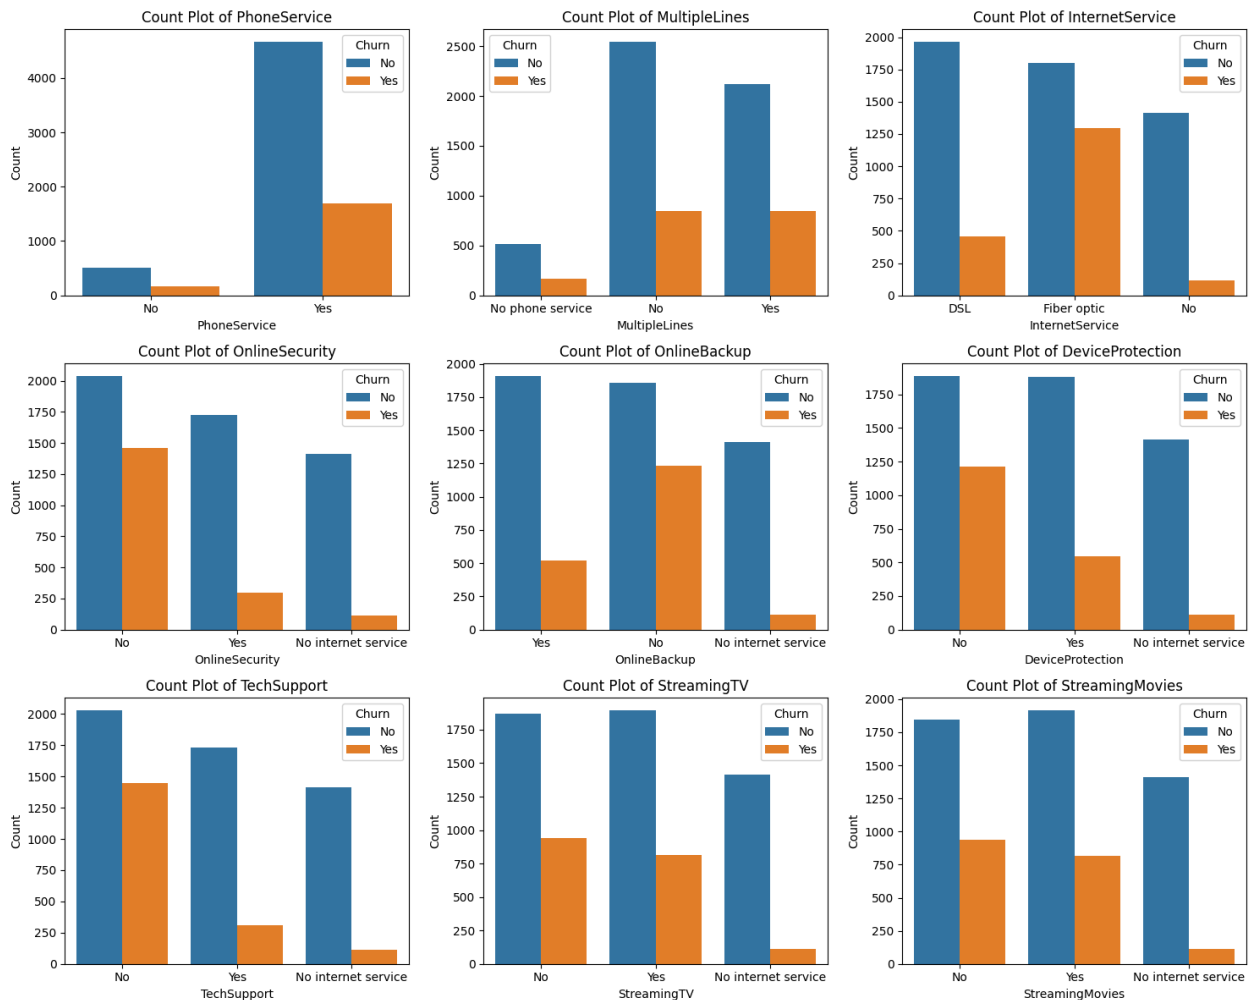 Count Plot of PhoneService
Churn
No
Yes
4000
3000
2000
1000
0
Count
No
Yes
PhoneService
Count Plot of MultipleLines
Churn
No
Yes
2500
2000
1500
1000
500
0
Count
No phone service
No
Yes
MultipleLines
Count Plot of InternetService
Churn
No
Yes
2000
1750
1500
1250
1000
750
500
250
0
Count
DSL
Fiber optic
No
InternetService
Count Plot of OnlineSecurity
Churn
No
Yes
2000
1750
1500
1250
1000
750
500
250
0
Count
No
Yes
No internet service
OnlineSecurity
Count Plot of OnlineBackup
Churn
No
Yes
2000
1750
1500
1250
1000
750
500
250
0
Count
Yes
No
No internet service
OnlineBackup
Count Plot of DeviceProtection
Churn
No
Yes
1750
1500
1250
1000
750
500
250
0
Count
No
Yes
No internet service
DeviceProtection
Count Plot of TechSupport
Churn
No
Yes
2000
1750
1500
1250
1000
750
500
250
0
Count
No
Yes
No internet service
TechSupport
Count Plot of StreamingTV
Churn
No
Yes
1750
1500
1250
1000
750
500
250
0
Count
No
Yes
No internet service
StreamingTV
Count Plot of StreamingMovies
Churn
No
Yes
2000
1750
1500
1250
1000
750
500
250
0
Count
No
Yes
No internet service
StreamingMovies